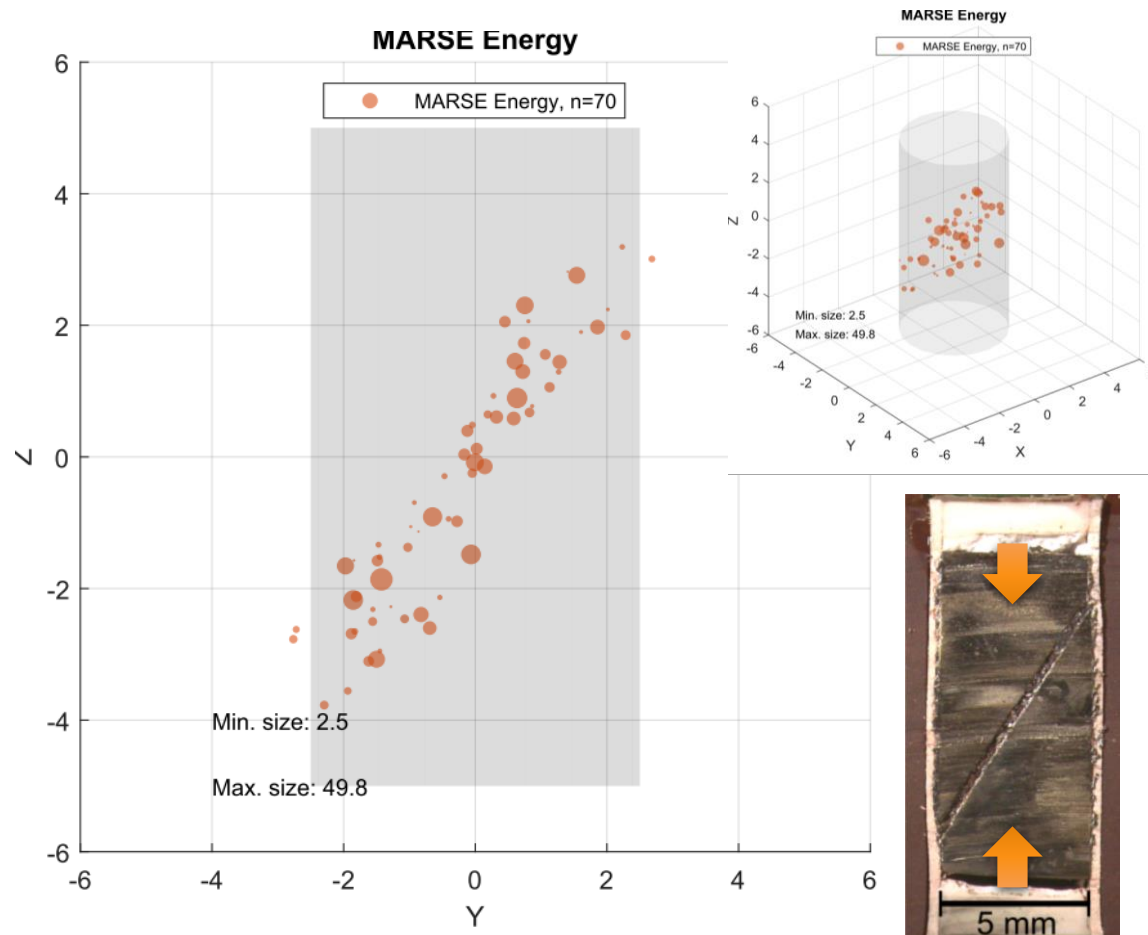 MARSE Energy
MARSE Energy, n=70
6
4
2
0
-2
-4
-6
Z
Min. size: 2.5
Max. size: 49.8
-6 -4 -2 0 2 4 6
Y
MARSE Energy
MARSE Energy, n=70
6
4
2
0
-2
-4
-6
Z
Min. size: 2.5
Max. size: 49.8
-6 -4 -2 0 2 4 6
Y
-6 -4 -2 0 2 4
X
5 mm